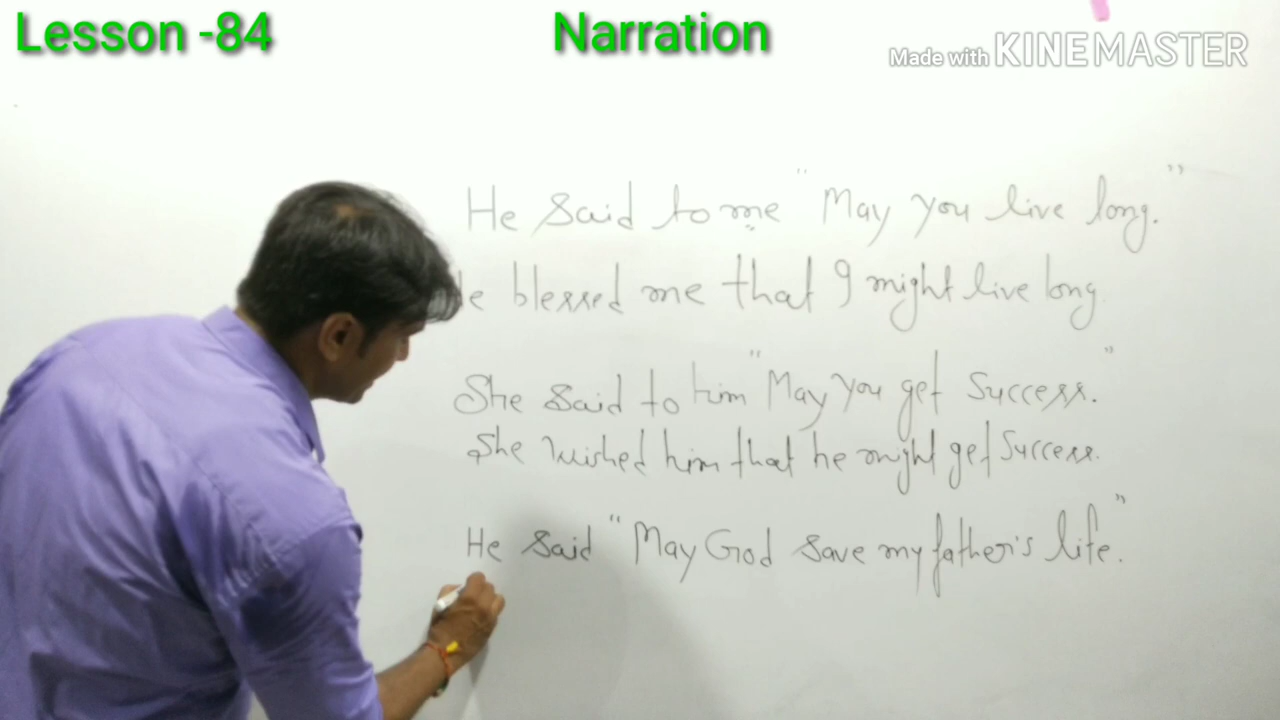 Lesson -84
Narration
Made with KINEMASTER
He said to me "May you live long."
e blessed me that I might live long
She said to him "May you get success."
She wished him that he might get success.
He said "May God save my father's life."